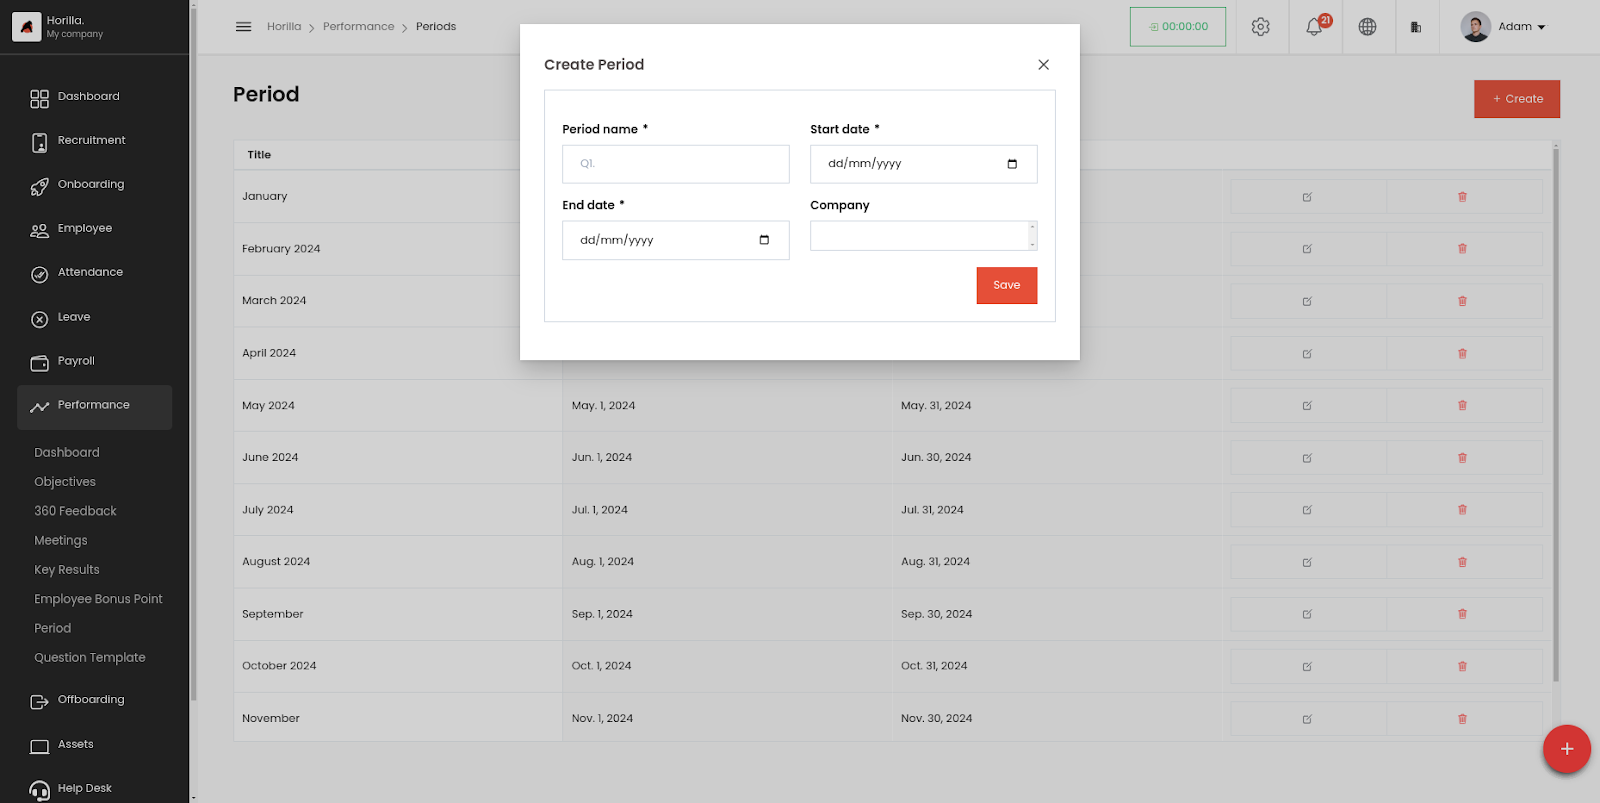 Horilla.
My company
Dashboard
Recruitment
Onboarding
Employee
Attendance
Leave
Payroll
Performance
Dashboard
Objectives
360 Feedback
Meetings
Key Results
Employee Bonus Point
Period
Question Template
Offboarding
Assets
Help Desk
Horilla > Performance > Periods
00:00:00
21
Adam
Period
+ Create
Create Period
Period name *
Start date *
Q1.
dd/mm/yyyy
End date *
Company
dd/mm/yyyy
Save
Title
January
February 2024
March 2024
April 2024
May 2024 May. 1, 2024 May. 31, 2024
June 2024 Jun. 1, 2024 Jun. 30, 2024
July 2024 Jul. 1, 2024 Jul. 31, 2024
August 2024 Aug. 1, 2024 Aug. 31, 2024
September Sep. 1, 2024 Sep. 30, 2024
October 2024 Oct. 1, 2024 Oct. 31, 2024
November Nov. 1, 2024 Nov. 30, 2024
+